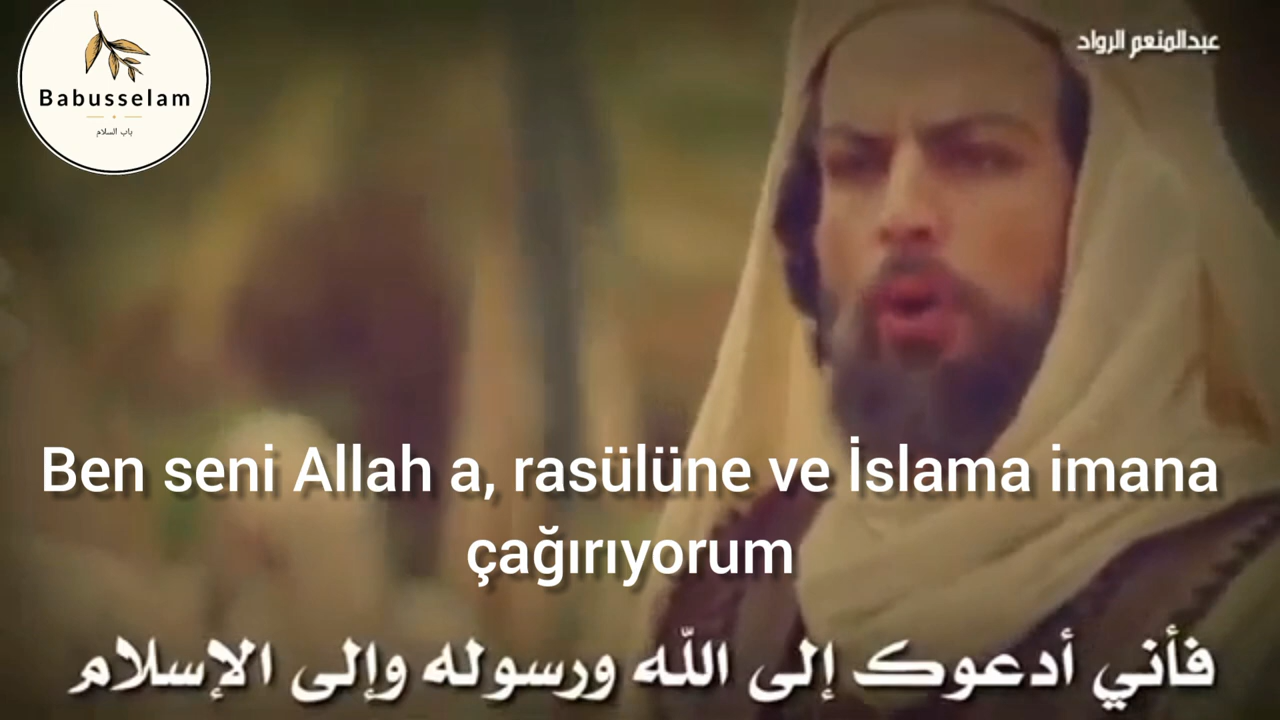 Babusselam
باب السلام
عبدالمنعم الرواد
Ben seni Allah a, rasülüne ve İslama imana
çağırıyorum
فأني أدعوك إلى الله ورسوله وإلى الإسلام